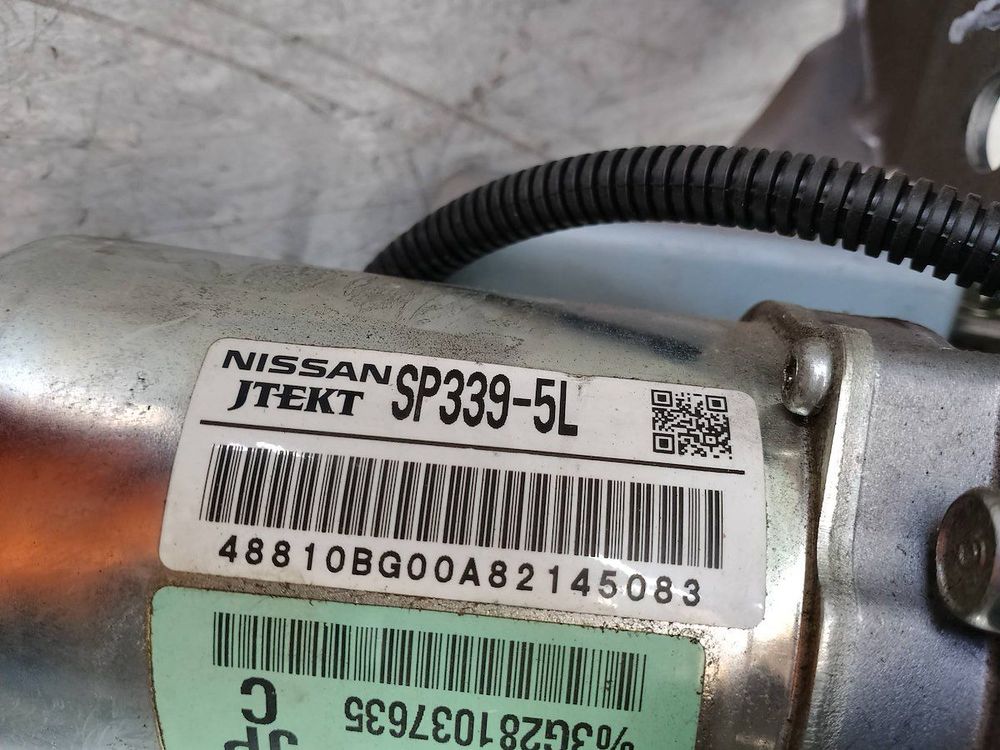 NISSAN
JTEKT SP339-5L
48810BG00A82145083
%3G281037635
JP
C